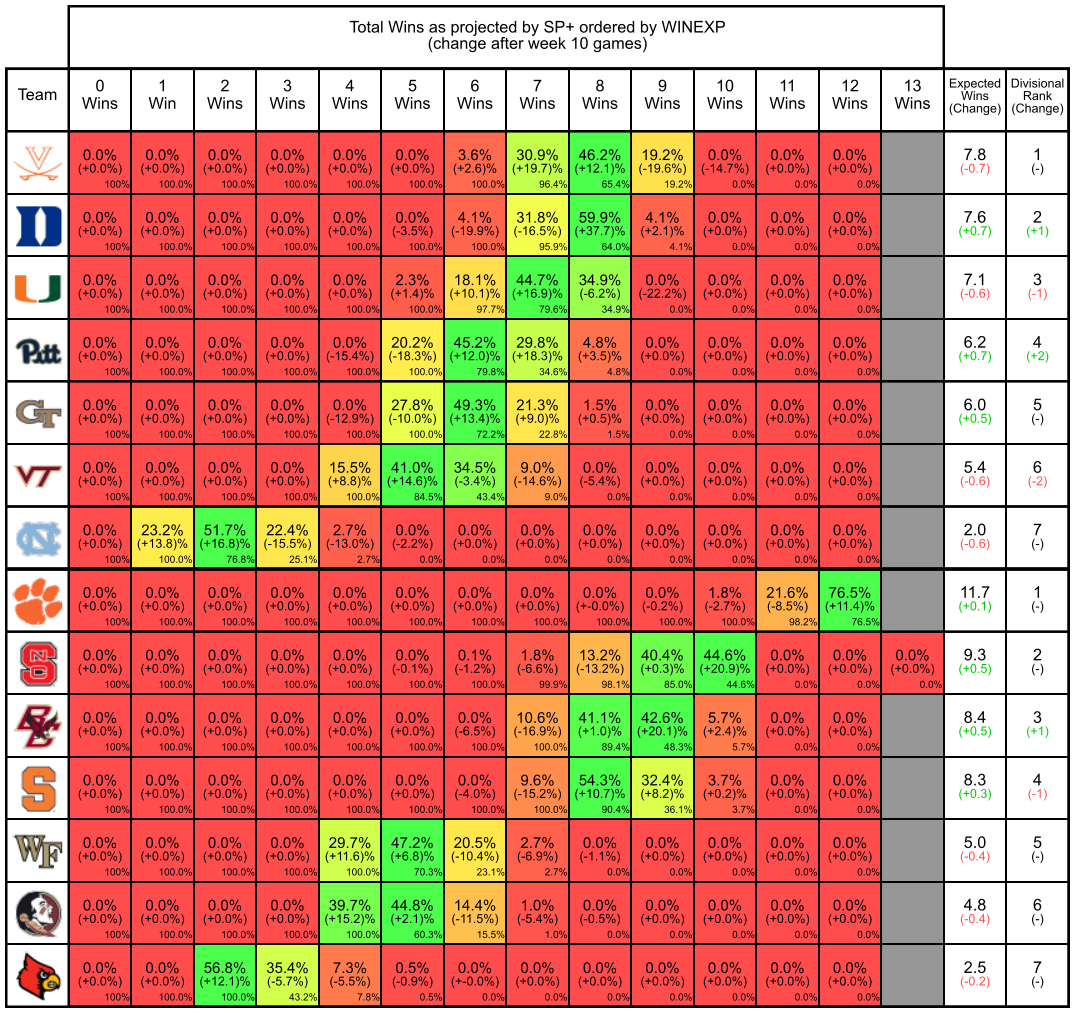 Total Wins as projected by SP+ ordered by WINEXP
(change after week 10 games)
Team 0 Wins 1 Win 2 Wins 3 Wins 4 Wins 5 Wins 6 Wins 7 Wins 8 Wins 9 Wins 10 Wins 11 Wins 12 Wins 13 Wins Expected Wins (Change) Divisional Rank (Change)
V 0.0% 0.0% 0.0% 0.0% 0.0% 0.0% 3.6% 30.9% 46.2% 19.2% 0.0% 0.0% 0.0% 7.8 1
(+0.0%) (+0.0%) (+0.0%) (+0.0%) (+0.0%) (+0.0%) (+2.6)% (+19.7)% (+12.1)% (-19.6%) (-14.7%) (+0.0%) (+0.0%) (-0.7) (-)
100% 100.0% 100.0% 100.0% 100.0% 100.0% 100.0% 96.4% 65.4% 19.2% 0.0% 0.0% 0.0%
D 0.0% 0.0% 0.0% 0.0% 0.0% 0.0% 4.1% 31.8% 59.9% 4.1% 0.0% 0.0% 0.0% 7.6 2
(+0.0%) (+0.0%) (+0.0%) (+0.0%) (+0.0%) (-3.5%) (-19.9%) (-16.5%) (+37.7)% (+2.1)% (+0.0%) (+0.0%) (+0.0%) (+0.7) (+1)
100% 100.0% 100.0% 100.0% 100.0% 100.0% 100.0% 95.9% 64.0% 4.1% 0.0% 0.0% 0.0%
U 0.0% 0.0% 0.0% 0.0% 0.0% 2.3% 18.1% 44.7% 34.9% 0.0% 0.0% 0.0% 0.0% 7.1 3
(+0.0%) (+0.0%) (+0.0%) (+0.0%) (+0.0%) (+1.4)% (+10.1)% (+16.9)% (-6.2%) (-22.2%) (+0.0%) (+0.0%) (+0.0%) (-0.6) (-1)
100% 100.0% 100.0% 100.0% 100.0% 100.0% 97.7% 79.6% 34.9% 0.0% 0.0% 0.0% 0.0%
Pitt 0.0% 0.0% 0.0% 0.0% 0.0% 20.2% 45.2% 29.8% 4.8% 0.0% 0.0% 0.0% 0.0% 6.2 4
(+0.0%) (+0.0%) (+0.0%) (+0.0%) (-15.4%) (-18.3%) (+12.0)% (+18.3)% (+3.5)% (+0.0%) (+0.0%) (+0.0%) (+0.0%) (+0.7) (+2)
100% 100.0% 100.0% 100.0% 100.0% 100.0% 79.8% 34.6% 4.8% 0.0% 0.0% 0.0% 0.0%
GT 0.0% 0.0% 0.0% 0.0% 0.0% 27.8% 49.3% 21.3% 1.5% 0.0% 0.0% 0.0% 0.0% 6.0 5
(+0.0%) (+0.0%) (+0.0%) (+0.0%) (-12.9%) (-10.0%) (+13.4)% (+9.0)% (+0.5)% (+0.0%) (+0.0%) (+0.0%) (+0.0%) (+0.5) (-)
100% 100.0% 100.0% 100.0% 100.0% 100.0% 72.2% 22.8% 1.5% 0.0% 0.0% 0.0% 0.0%
VT 0.0% 0.0% 0.0% 0.0% 15.5% 41.0% 34.5% 9.0% 0.0% 0.0% 0.0% 0.0% 0.0% 5.4 6
(+0.0%) (+0.0%) (+0.0%) (+0.0%) (+8.8)% (+14.6)% (-3.4%) (-14.6%) (-5.4%) (+0.0%) (+0.0%) (+0.0%) (+0.0%) (-0.6) (-2)
100% 100.0% 100.0% 100.0% 100.0% 84.5% 43.4% 9.0% 0.0% 0.0% 0.0% 0.0% 0.0%
NC 0.0% 23.2% 51.7% 22.4% 2.7% 0.0% 0.0% 0.0% 0.0% 0.0% 0.0% 0.0% 0.0% 2.0 7
(+0.0%) (+13.8)% (+16.8)% (-15.5%) (-13.0%) (-2.2%) (+0.0%) (+0.0%) (+0.0%) (+0.0%) (+0.0%) (+0.0%) (+0.0%) (-0.6) (-)
100% 100.0% 76.8% 25.1% 2.7% 0.0% 0.0% 0.0% 0.0% 0.0% 0.0% 0.0% 0.0%
0.0% 0.0% 0.0% 0.0% 0.0% 0.0% 0.0% 0.0% 0.0% 0.0% 1.8% 21.6% 76.5% 11.7 1
(+0.0%) (+0.0%) (+0.0%) (+0.0%) (+0.0%) (+0.0%) (+0.0%) (+0.0%) (+-0.0%) (-0.2%) (-2.7%) (-8.5%) (+11.4)% (+0.1) (-)
100% 100.0% 100.0% 100.0% 100.0% 100.0% 100.0% 100.0% 100.0% 100.0% 100.0% 98.2% 76.5%
NCS 0.0% 0.0% 0.0% 0.0% 0.0% 0.0% 0.1% 1.8% 13.2% 40.4% 44.6% 0.0% 0.0% 0.0% 9.3 2
(+0.0%) (+0.0%) (+0.0%) (+0.0%) (+0.0%) (-0.1%) (-1.2%) (-6.6%) (-13.2%) (+0.3)% (+20.9)% (+0.0%) (+0.0%) (+0.0%) (+0.5) (-)
100% 100.0% 100.0% 100.0% 100.0% 100.0% 100.0% 99.9% 98.1% 85.0% 44.6% 0.0% 0.0% 0.0%
BC 0.0% 0.0% 0.0% 0.0% 0.0% 0.0% 0.0% 10.6% 41.1% 42.6% 5.7% 0.0% 0.0% 8.4 3
(+0.0%) (+0.0%) (+0.0%) (+0.0%) (+0.0%) (+0.0%) (-6.5%) (-16.9%) (+1.0)% (+20.1)% (+2.4)% (+0.0%) (+0.0%) (+0.5) (+1)
100% 100.0% 100.0% 100.0% 100.0% 100.0% 100.0% 100.0% 89.4% 48.3% 5.7% 0.0% 0.0%
S 0.0% 0.0% 0.0% 0.0% 0.0% 0.0% 0.0% 9.6% 54.3% 32.4% 3.7% 0.0% 0.0% 8.3 4
(+0.0%) (+0.0%) (+0.0%) (+0.0%) (+0.0%) (+0.0%) (-4.0%) (-15.2%) (+10.7)% (+8.2)% (+0.2)% (+0.0%) (+0.0%) (+0.3) (-1)
100% 100.0% 100.0% 100.0% 100.0% 100.0% 100.0% 100.0% 90.4% 36.1% 3.7% 0.0% 0.0%
WF 0.0% 0.0% 0.0% 0.0% 29.7% 47.2% 20.5% 2.7% 0.0% 0.0% 0.0% 0.0% 0.0% 5.0 5
(+0.0%) (+0.0%) (+0.0%) (+0.0%) (+11.6)% (+6.8)% (-10.4%) (-6.9%) (-1.1%) (+0.0%) (+0.0%) (+0.0%) (+0.0%) (-0.4) (-)
100% 100.0% 100.0% 100.0% 100.0% 70.3% 23.1% 2.7% 0.0% 0.0% 0.0% 0.0% 0.0%
0.0% 0.0% 0.0% 0.0% 39.7% 44.8% 14.4% 1.0% 0.0% 0.0% 0.0% 0.0% 0.0% 4.8 6
(+0.0%) (+0.0%) (+0.0%) (+0.0%) (+15.2)% (+2.1)% (-11.5%) (-5.4%) (-0.5%) (+0.0%) (+0.0%) (+0.0%) (+0.0%) (-0.4) (-)
100% 100.0% 100.0% 100.0% 100.0% 60.3% 15.5% 1.0% 0.0% 0.0% 0.0% 0.0% 0.0%
0.0% 0.0% 56.8% 35.4% 7.3% 0.5% 0.0% 0.0% 0.0% 0.0% 0.0% 0.0% 0.0% 2.5 7
(+0.0%) (+0.0%) (+12.1)% (-5.7%) (-5.5%) (-0.9%) (+-0.0%) (+0.0%) (+0.0%) (+0.0%) (+0.0%) (+0.0%) (+0.0%) (-0.2) (-)
100% 100.0% 100.0% 43.2% 7.8% 0.5% 0.0% 0.0% 0.0% 0.0% 0.0% 0.0% 0.0%